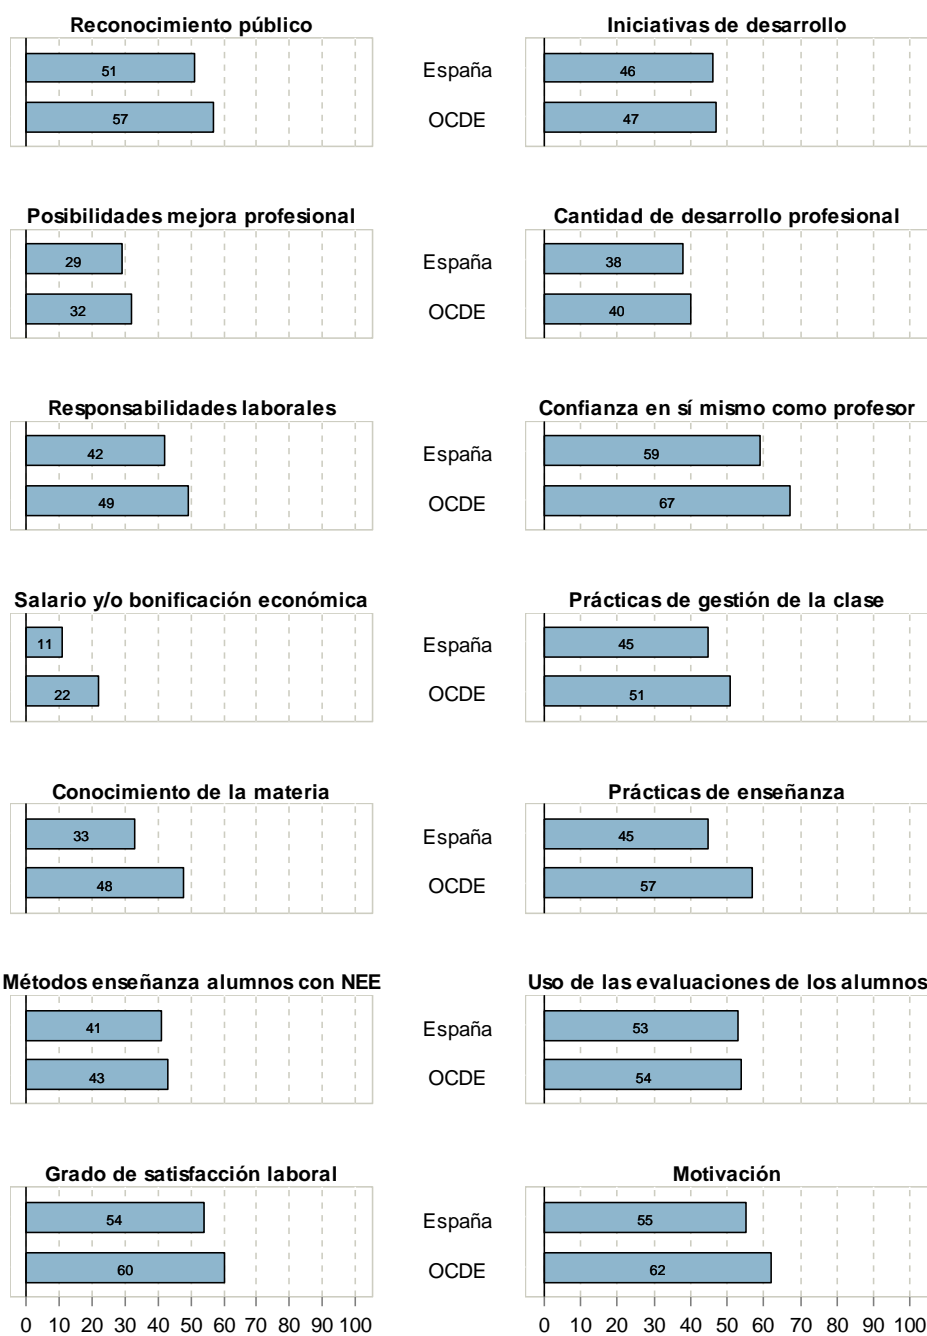 Reconocimiento público Iniciativas de desarrollo
51 España 46
57 OCDE 47
Posibilidades mejora profesional Cantidad de desarrollo profesional
29 España 38
32 OCDE 40
Responsabilidades laborales Confianza en sí mismo como profesor
42 España 59
49 OCDE 67
Salario y/o bonificación económica Prácticas de gestión de la clase
11 España 45
22 OCDE 51
Conocimiento de la materia Prácticas de enseñanza
33 España 45
48 OCDE 57
Métodos enseñanza alumnos con NEE Uso de las evaluaciones de los alumnos
41 España 53
43 OCDE 54
Grado de satisfacción laboral Motivación
54 España 55
60 OCDE 62
0 10 20 30 40 50 60 70 80 90 100 0 10 20 30 40 50 60 70 80 90 100